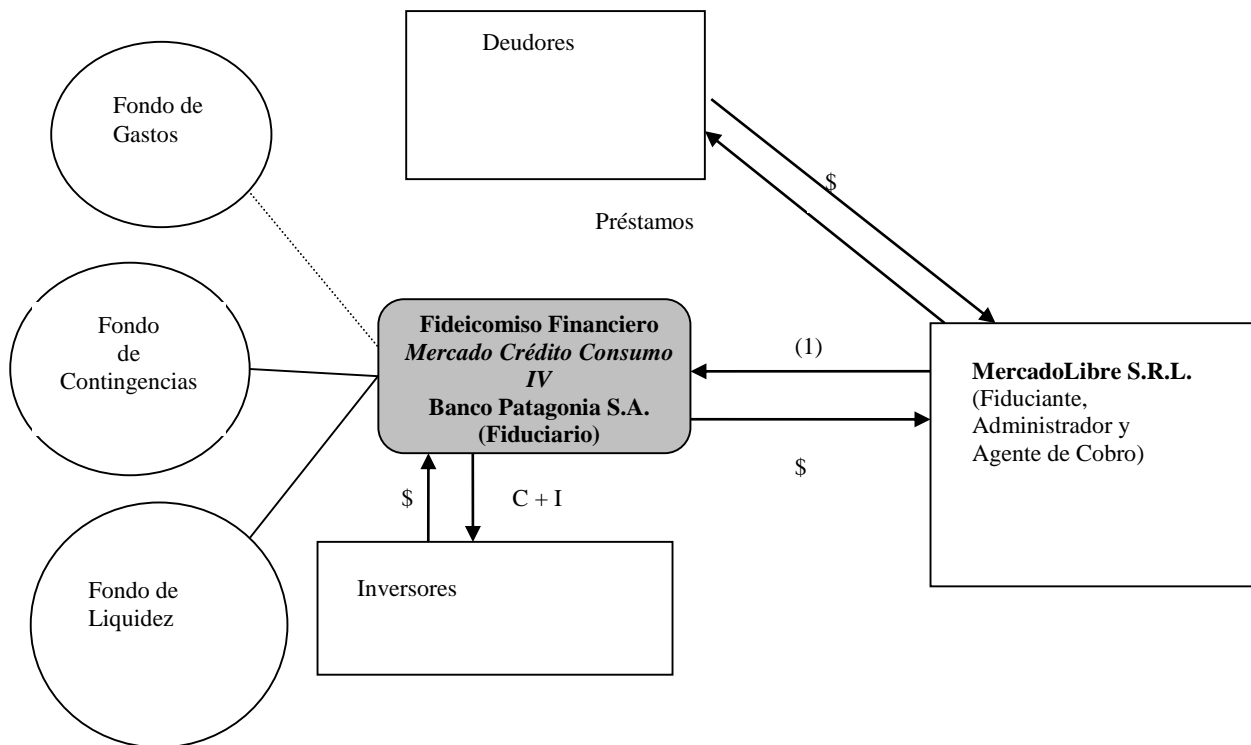 Deudores
Fondo de
Gastos
$
Préstamos
Fondo
de
Contingencias
Fideicomiso Financiero
Mercado Crédito Consumo
IV
Banco Patagonia S.A.
(Fiduciario)
(1)
$
MercadoLibre S.R.L.
(Fiduciante,
Administrador y
Agente de Cobro)
$
C + I
Fondo de
Liquidez
Inversores